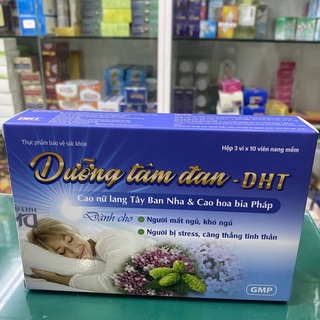 Thực phẩm bảo vệ sức khỏe
Hộp 3 vỉ x 10 viên nang mềm
Dưỡng tâm đan - DHT
Cao nữ lang Tây Ban Nha & Cao hoa bia Pháp
Dành cho
Người mất ngủ, khó ngủ
Người bị stress, căng thẳng tinh thần
GMP